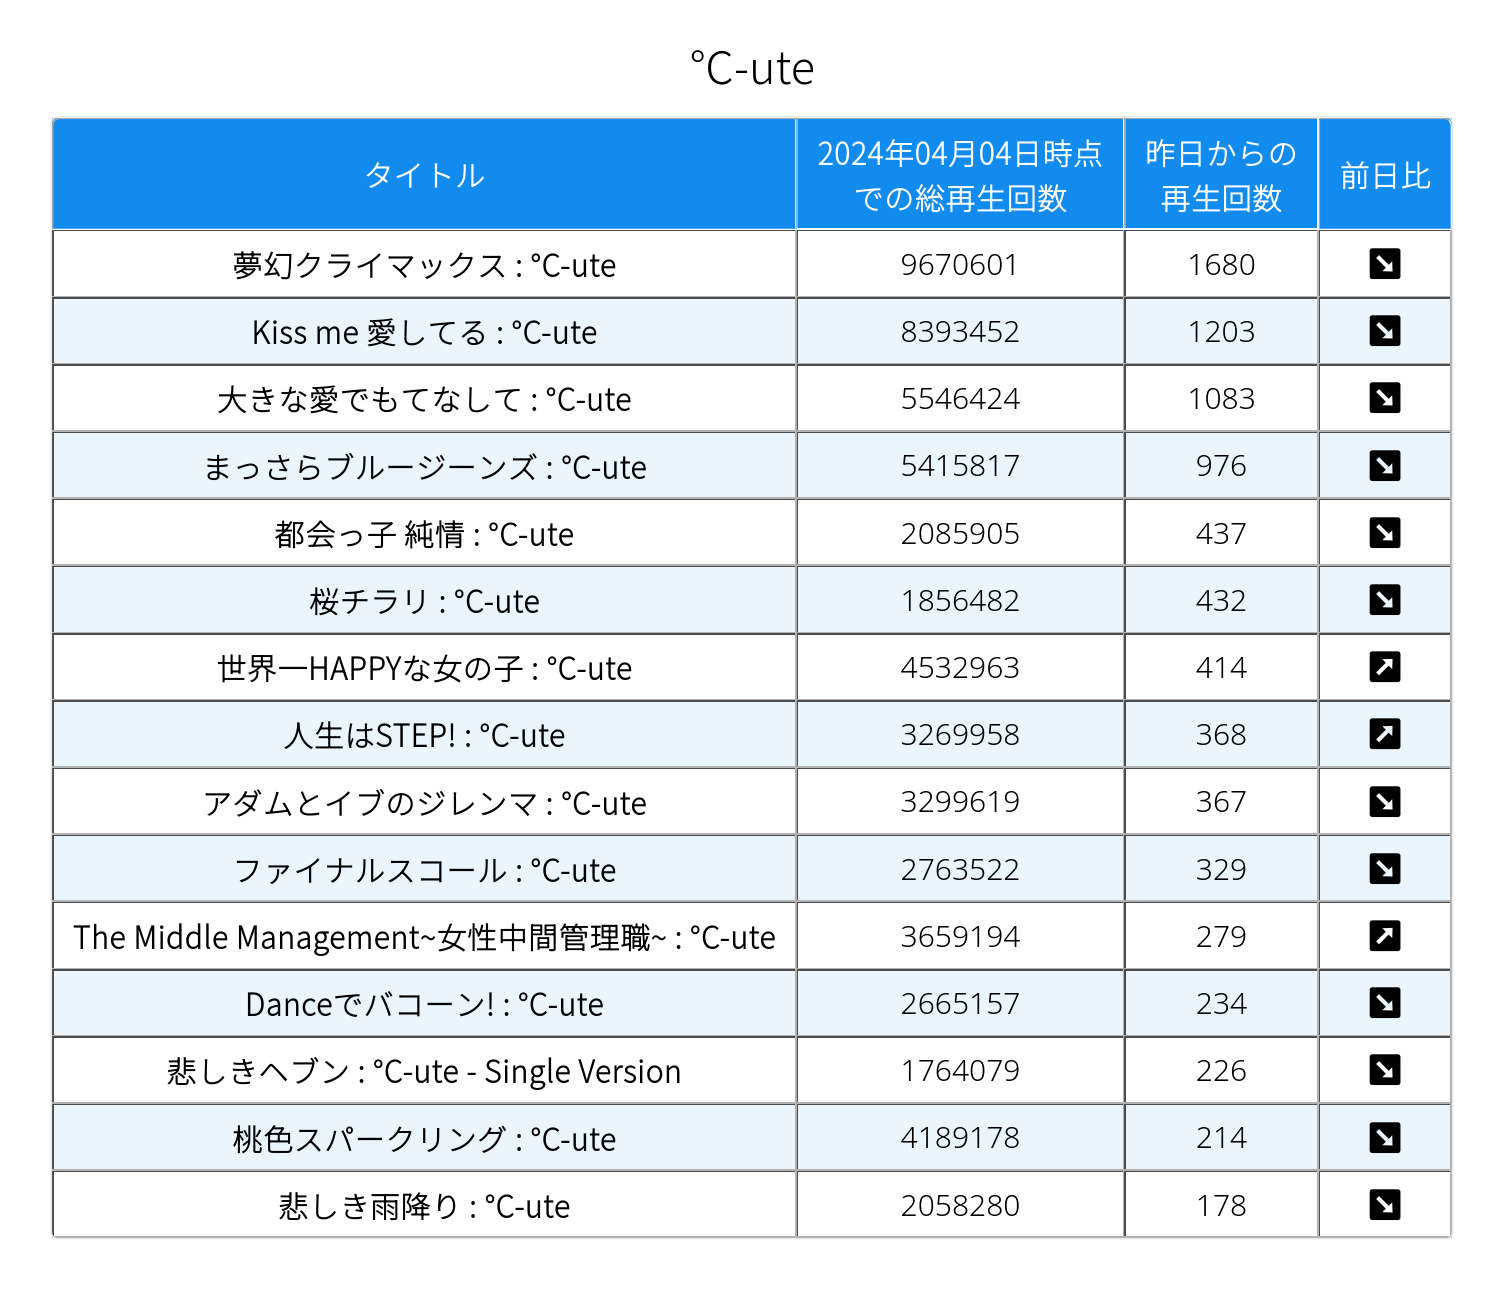 ℃-ute
タイトル
2024年04月04日時点
での総再生回数
昨日からの
再生回数
前日比
夢幻クライマックス : ℃-ute 9670601 1680
Kiss me 愛してる : ℃-ute 8393452 1203
大きな愛でもてなして : ℃-ute 5546424 1083
まっさらブルージーンズ : ℃-ute 5415817 976
都会っ子 純情 : ℃-ute 2085905 437
桜チラリ : ℃-ute 1856482 432
世界一HAPPYな女の子 : ℃-ute 4532963 414
人生はSTEP! : ℃-ute 3269958 368
アダムとイブのジレンマ : ℃-ute 3299619 367
ファイナルスコール : ℃-ute 2763522 329
The Middle Management~女性中間管理職~ : ℃-ute 3659194 279
Danceでバコーン! : ℃-ute 2665157 234
悲しきヘブン : ℃-ute - Single Version 1764079 226
桃色スパークリング : ℃-ute 4189178 214
悲しき雨降り : ℃-ute 2058280 178